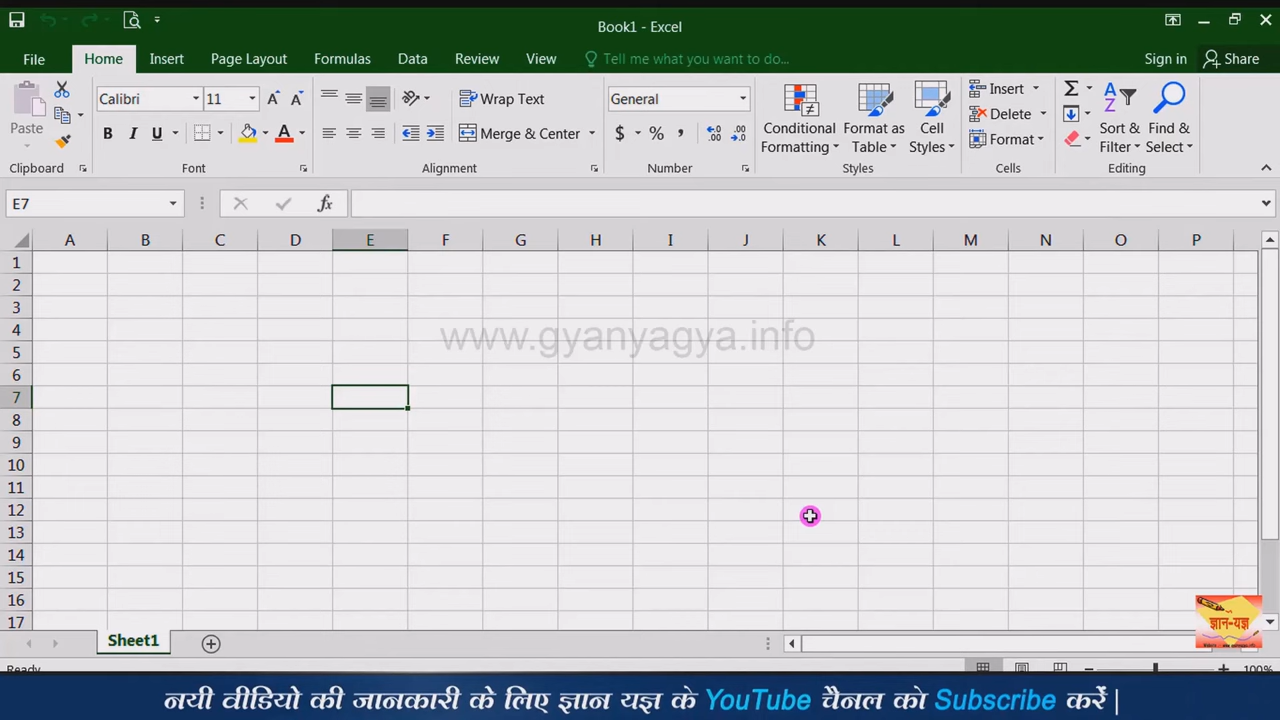 Book1 - Excel
File Home Insert Page Layout Formulas Data Review View Tell me what you want to do... Sign in Share
Calibri 11 Wrap Text General Insert
Paste B I U Merge & Center $ % , Conditional Formatting Format as Table Cell Styles Delete Sort & Filter Find & Select
Format
Clipboard Font Alignment Number Styles Cells Editing
E7 fx
A B C D E F G H I J K L M N O P
1
2
3
4
www.gyanyagya.info
5
6
7
8
9
10
11
12
13
14
15
16
ज्ञान-यज्ञ
17
Sheet1
Ready 100%
नयी वीडियो की जानकारी के लिए ज्ञान यज्ञ के YouTube चैनल को Subscribe करें |